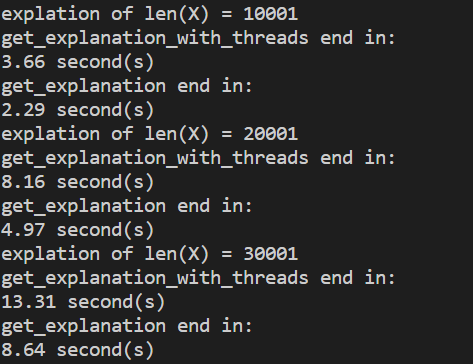 explation of len(X) = 10001
get_explanation_with_threads end in:
3.66 second(s)
get_explanation end in:
2.29 second(s)
explation of len(X) = 20001
get_explanation_with_threads end in:
8.16 second(s)
get_explanation end in:
4.97 second(s)
explation of len(X) = 30001
get_explanation_with_threads end in:
13.31 second(s)
get_explanation end in:
8.64 second(s)